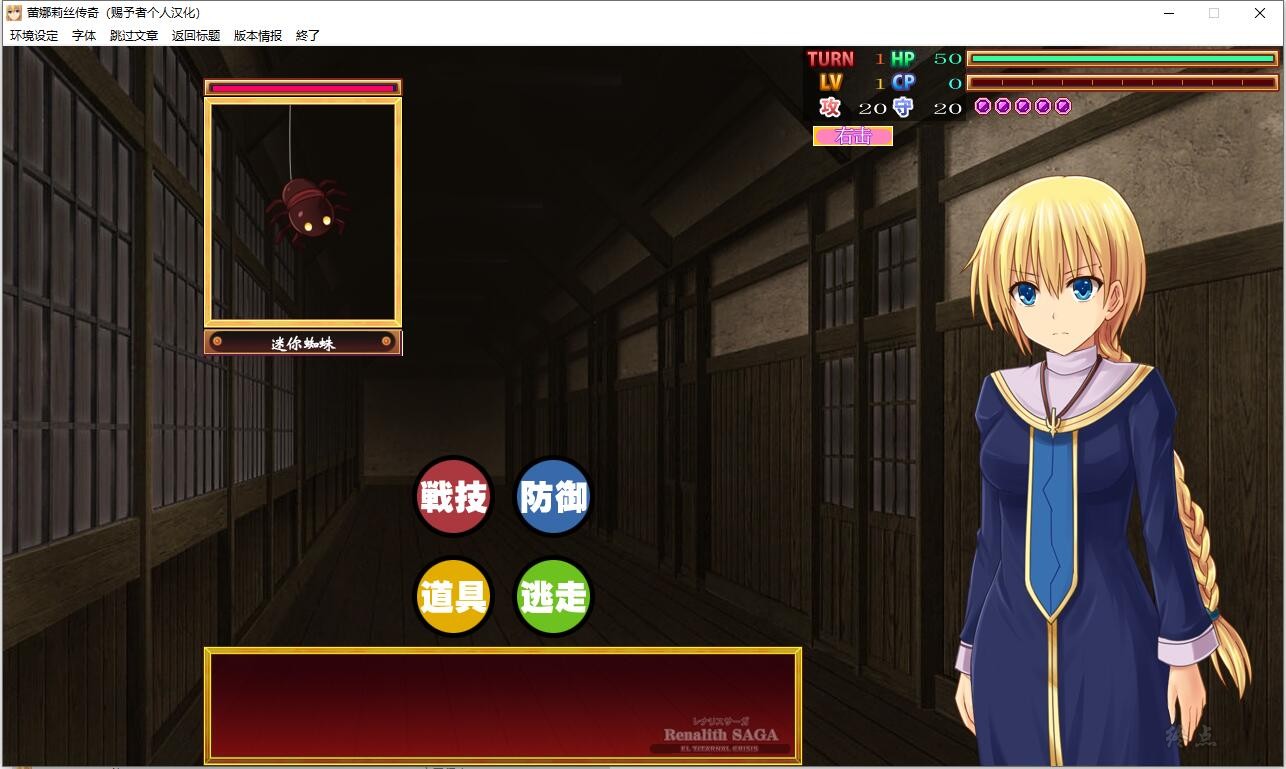 茵娜莉丝传奇（赐予者个人汉化）
环境设定 字体 跳过文章 返回标题 版本情报 終了
TURN 1 HP 50
LV 1 CP 0
攻 20 守 20
右击
迷你蜘蛛
戦技 防御
道具 逃走
レナリスサーガ
Renalith SAGA